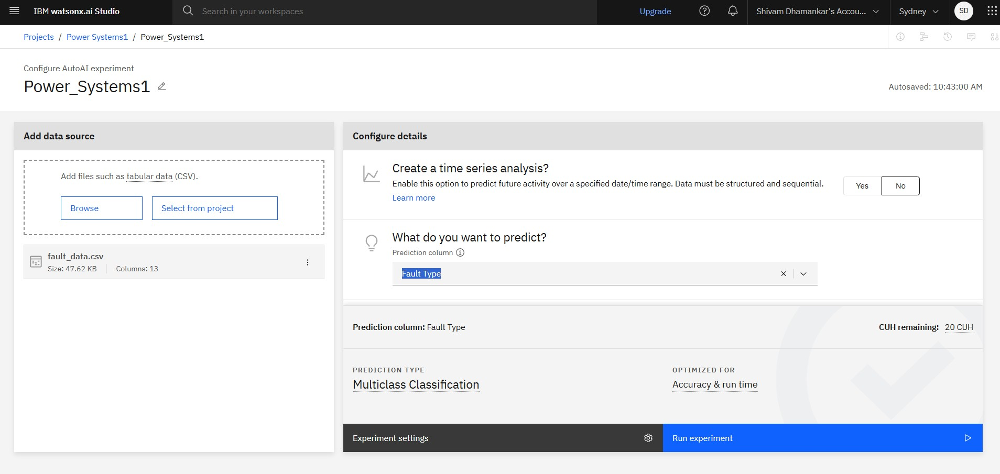 IBM watsonx.ai Studio
Search in your workspaces
Upgrade
Shivam Dhamankar's Accou...
Sydney
SD
Projects / Power Systems1 / Power_Systems1
Configure AutoAI experiment
Power_Systems1
Autosaved: 10:43:00 AM
Add data source
Add files such as tabular data (CSV).
Browse
Select from project
fault_data.csv
Size: 47.62 KB
Columns: 13
Configure details
Create a time series analysis?
Enable this option to predict future activity over a specified date/time range. Data must be structured and sequential.
Learn more
Yes
No
What do you want to predict?
Prediction column
Fault Type
Prediction column: Fault Type
CUH remaining: 20 CUH
PREDICTION TYPE
Multiclass Classification
OPTIMIZED FOR
Accuracy & run time
Experiment settings
Run experiment